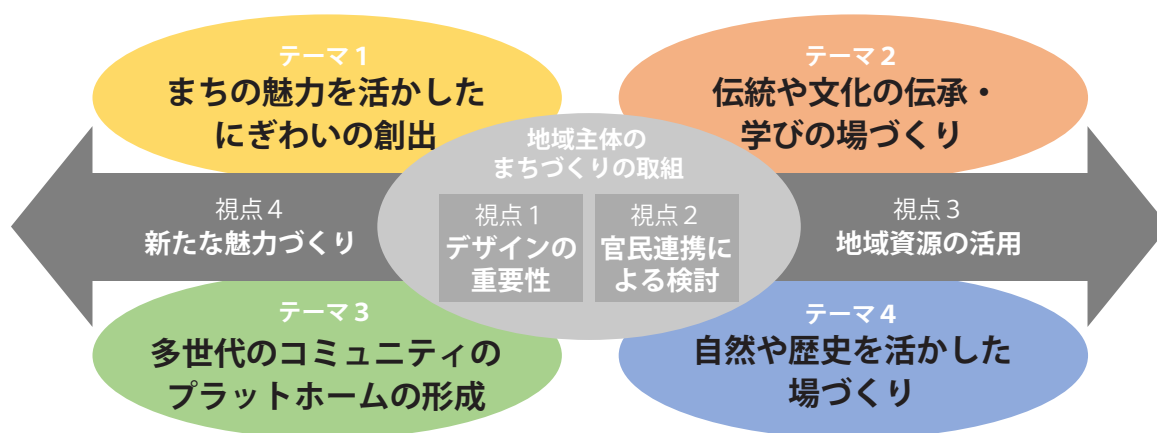 テーマ1
まちの魅力を活かした
にぎわいの創出
テーマ2
伝統や文化の伝承・
学びの場づくり
地域主体の
まちづくりの取組
視点4
新たな魅力づくり
視点1
デザインの
重要性
視点2
官民連携に
よる検討
視点3
地域資源の活用
テーマ3
多世代のコミュニティの
プラットホームの形成
テーマ4
自然や歴史を活かした
場づくり